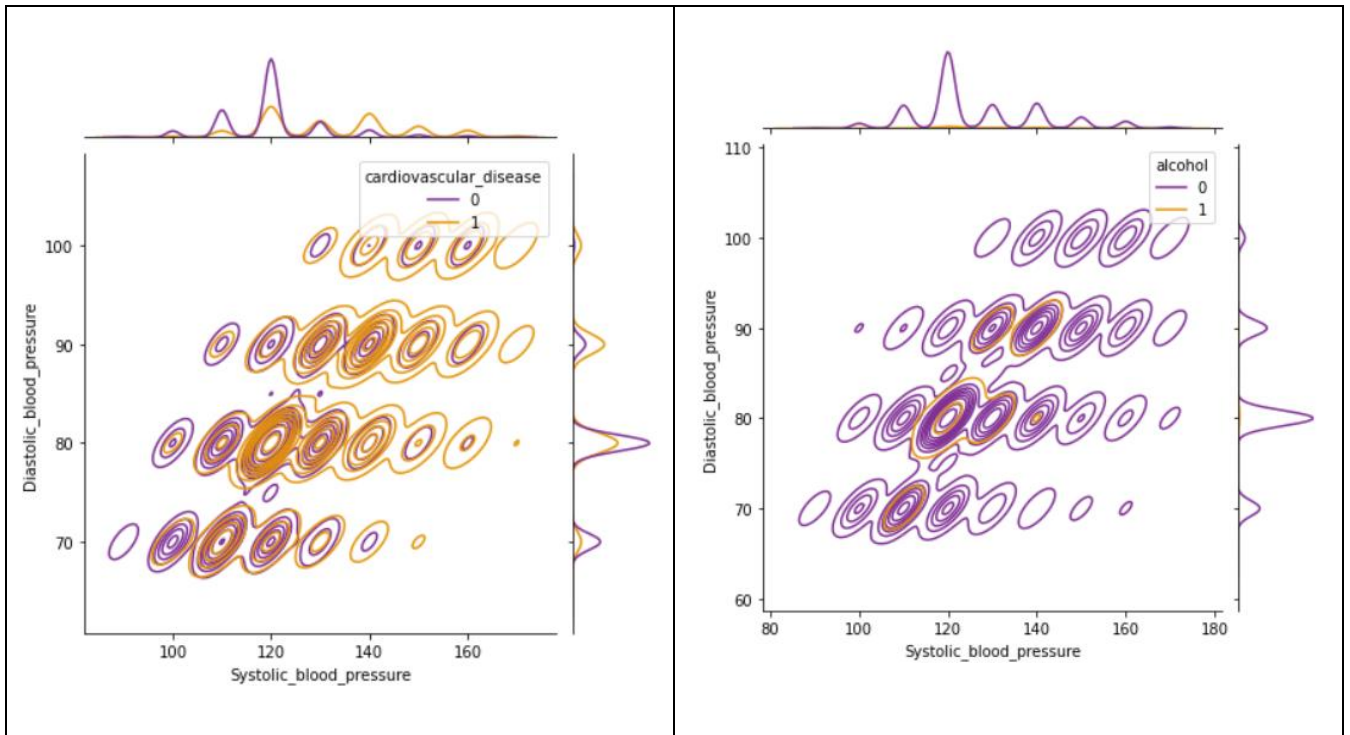 cardiovascular_disease
0
1
100
90
80
70
Diastolic_blood_pressure
100 120 140 160
Systolic_blood_pressure
alcohol
0
1
110
100
90
80
70
60
Diastolic_blood_pressure
80 100 120 140 160 180
Systolic_blood_pressure